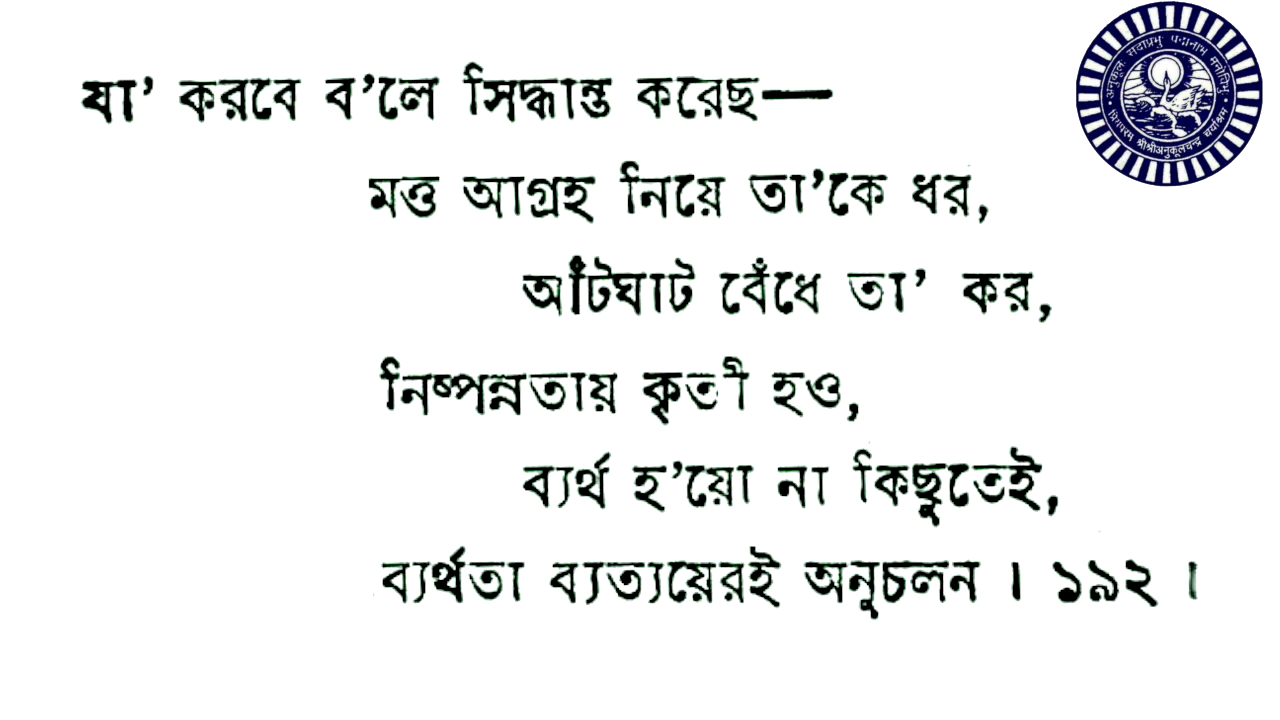 যা’ করবে ব’লে সিদ্ধান্ত করেছ—
মত্ত আগ্রহ নিয়ে তা’কে ধর,
আঁটঘাট বেঁধে তা’ কর,
নিষ্পন্নতায় কৃতী হও,
ব্যর্থ হ’য়ো না কিছুতেই,
ব্যর্থতা ব্যত্যয়েরই অনুচলন । ১৯২ ।